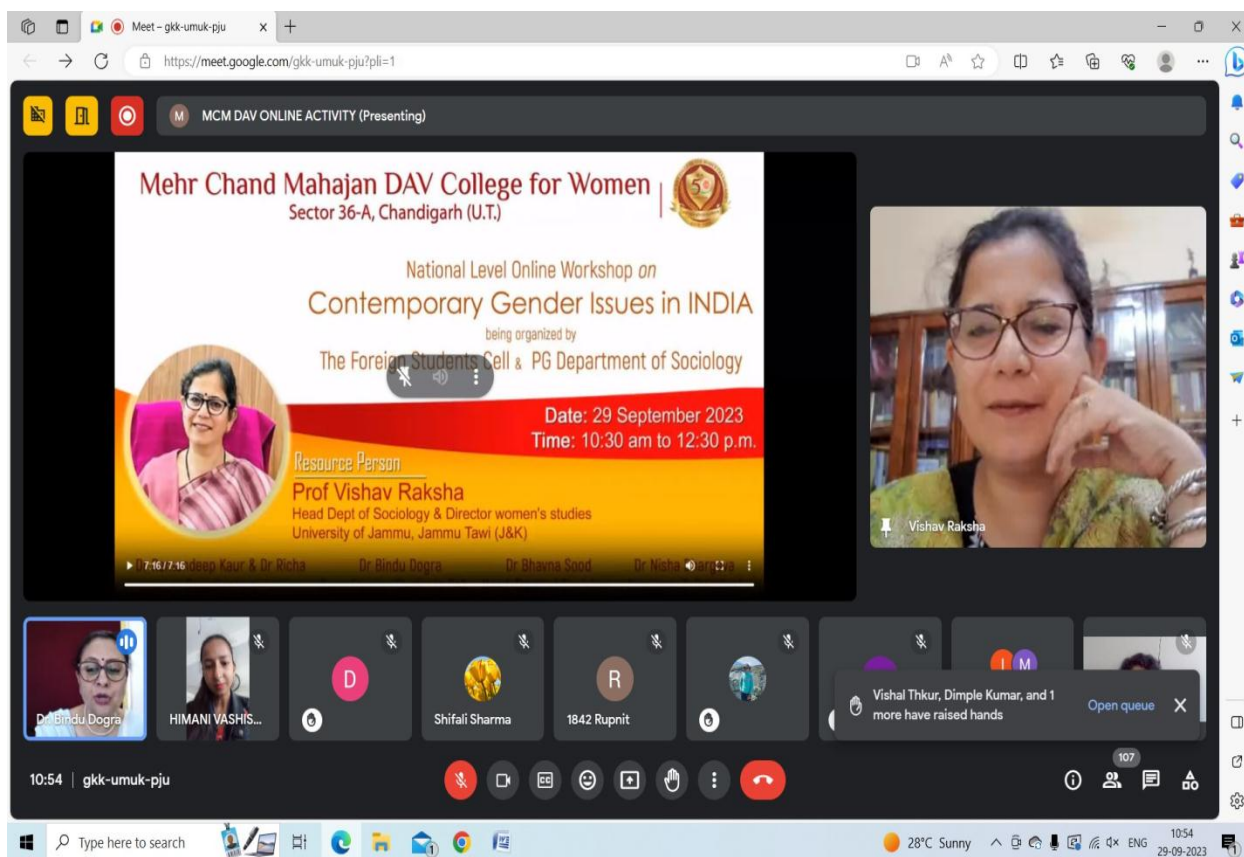 Meet – gkk-umuk-pju
https://meet.google.com/gkk-umuk-pju?pli=1
M MCM DAV ONLINE ACTIVITY (Presenting)
Mehr Chand Mahajan DAV College for Women
Sector 36-A, Chandigarh (U.T.)
50
National Level Online Workshop on
Contemporary Gender Issues in INDIA
being organized by
The Foreign Students Cell & PG Department of Sociology
Date: 29 September 2023
Time: 10:30 am to 12:30 p.m.
Resource Person
Prof Vishav Raksha
Head Dept of Sociology & Director women's studies
University of Jammu, Jammu Tawi (J&K)
deep Kaur & Dr Richa Dr Bindu Dogra Dr Bhavna Sood Dr Nisha
7:16 / 7:16
Vishav Raksha
D
R
I M
Dr. Bindu Dogra
HIMANI VASHIS...
Shifali Sharma
1842 Rupnit
Vishal Thkur, Dimple Kumar, and 1
more have raised hands
Open queue
10:54 | gkk-umuk-pju
CC
107
Type here to search
1
28°C Sunny
ENG
10:54
29-09-2023
1